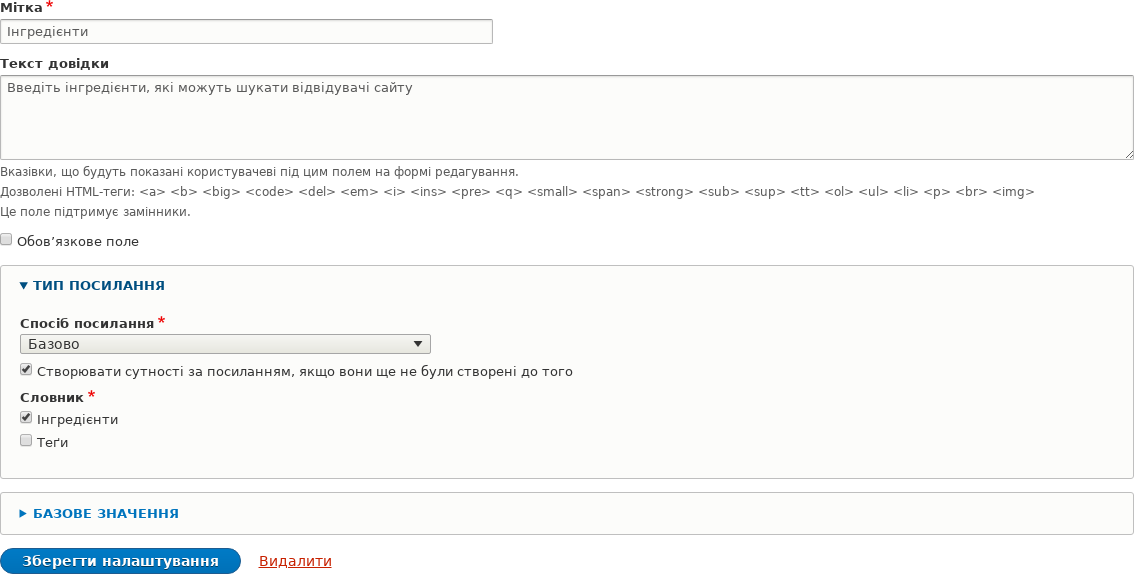 Мітка *
Інгредієнти
Текст довідки
Введіть інгредієнти, які можуть шукати відвідувачі сайту
Вказівки, що будуть показані користувачеві під цим полем на формі редагування.
Дозволені HTML-теги: <a> <b> <big> <code> <del> <em> <i> <ins> <pre> <q> <small> <span> <strong> <sub> <sup> <tt> <ol> <ul> <li> <p> <br> <img>
Це поле підтримує замінники.
Обов’язкове поле
ТИП ПОСИЛАННЯ
Спосіб посилання *
Базово
Створювати сутності за посиланням, якщо вони ще не були створені до того
Словник *
Інгредієнти
Теґи
БАЗОВЕ ЗНАЧЕННЯ
Зберегти налаштування Видалити